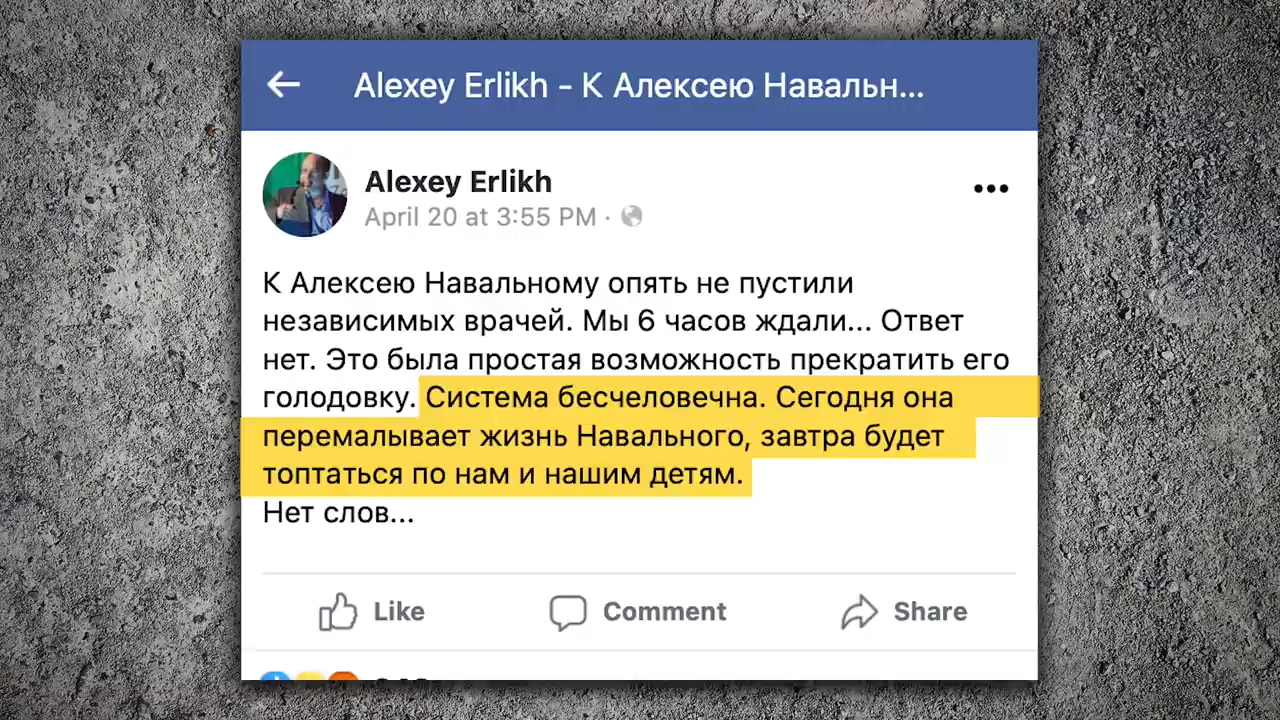 Alexey Erlikh - К Алексею Навальн...
Alexey Erlikh
April 20 at 3:55 PM ·
К Алексею Навальному опять не пустили
независимых врачей. Мы 6 часов ждали... Ответ
нет. Это была простая возможность прекратить его
голодовку. Система бесчеловечна. Сегодня она
перемалывает жизнь Навального, завтра будет
топтаться по нам и нашим детям.
Нет слов...
Like Comment Share